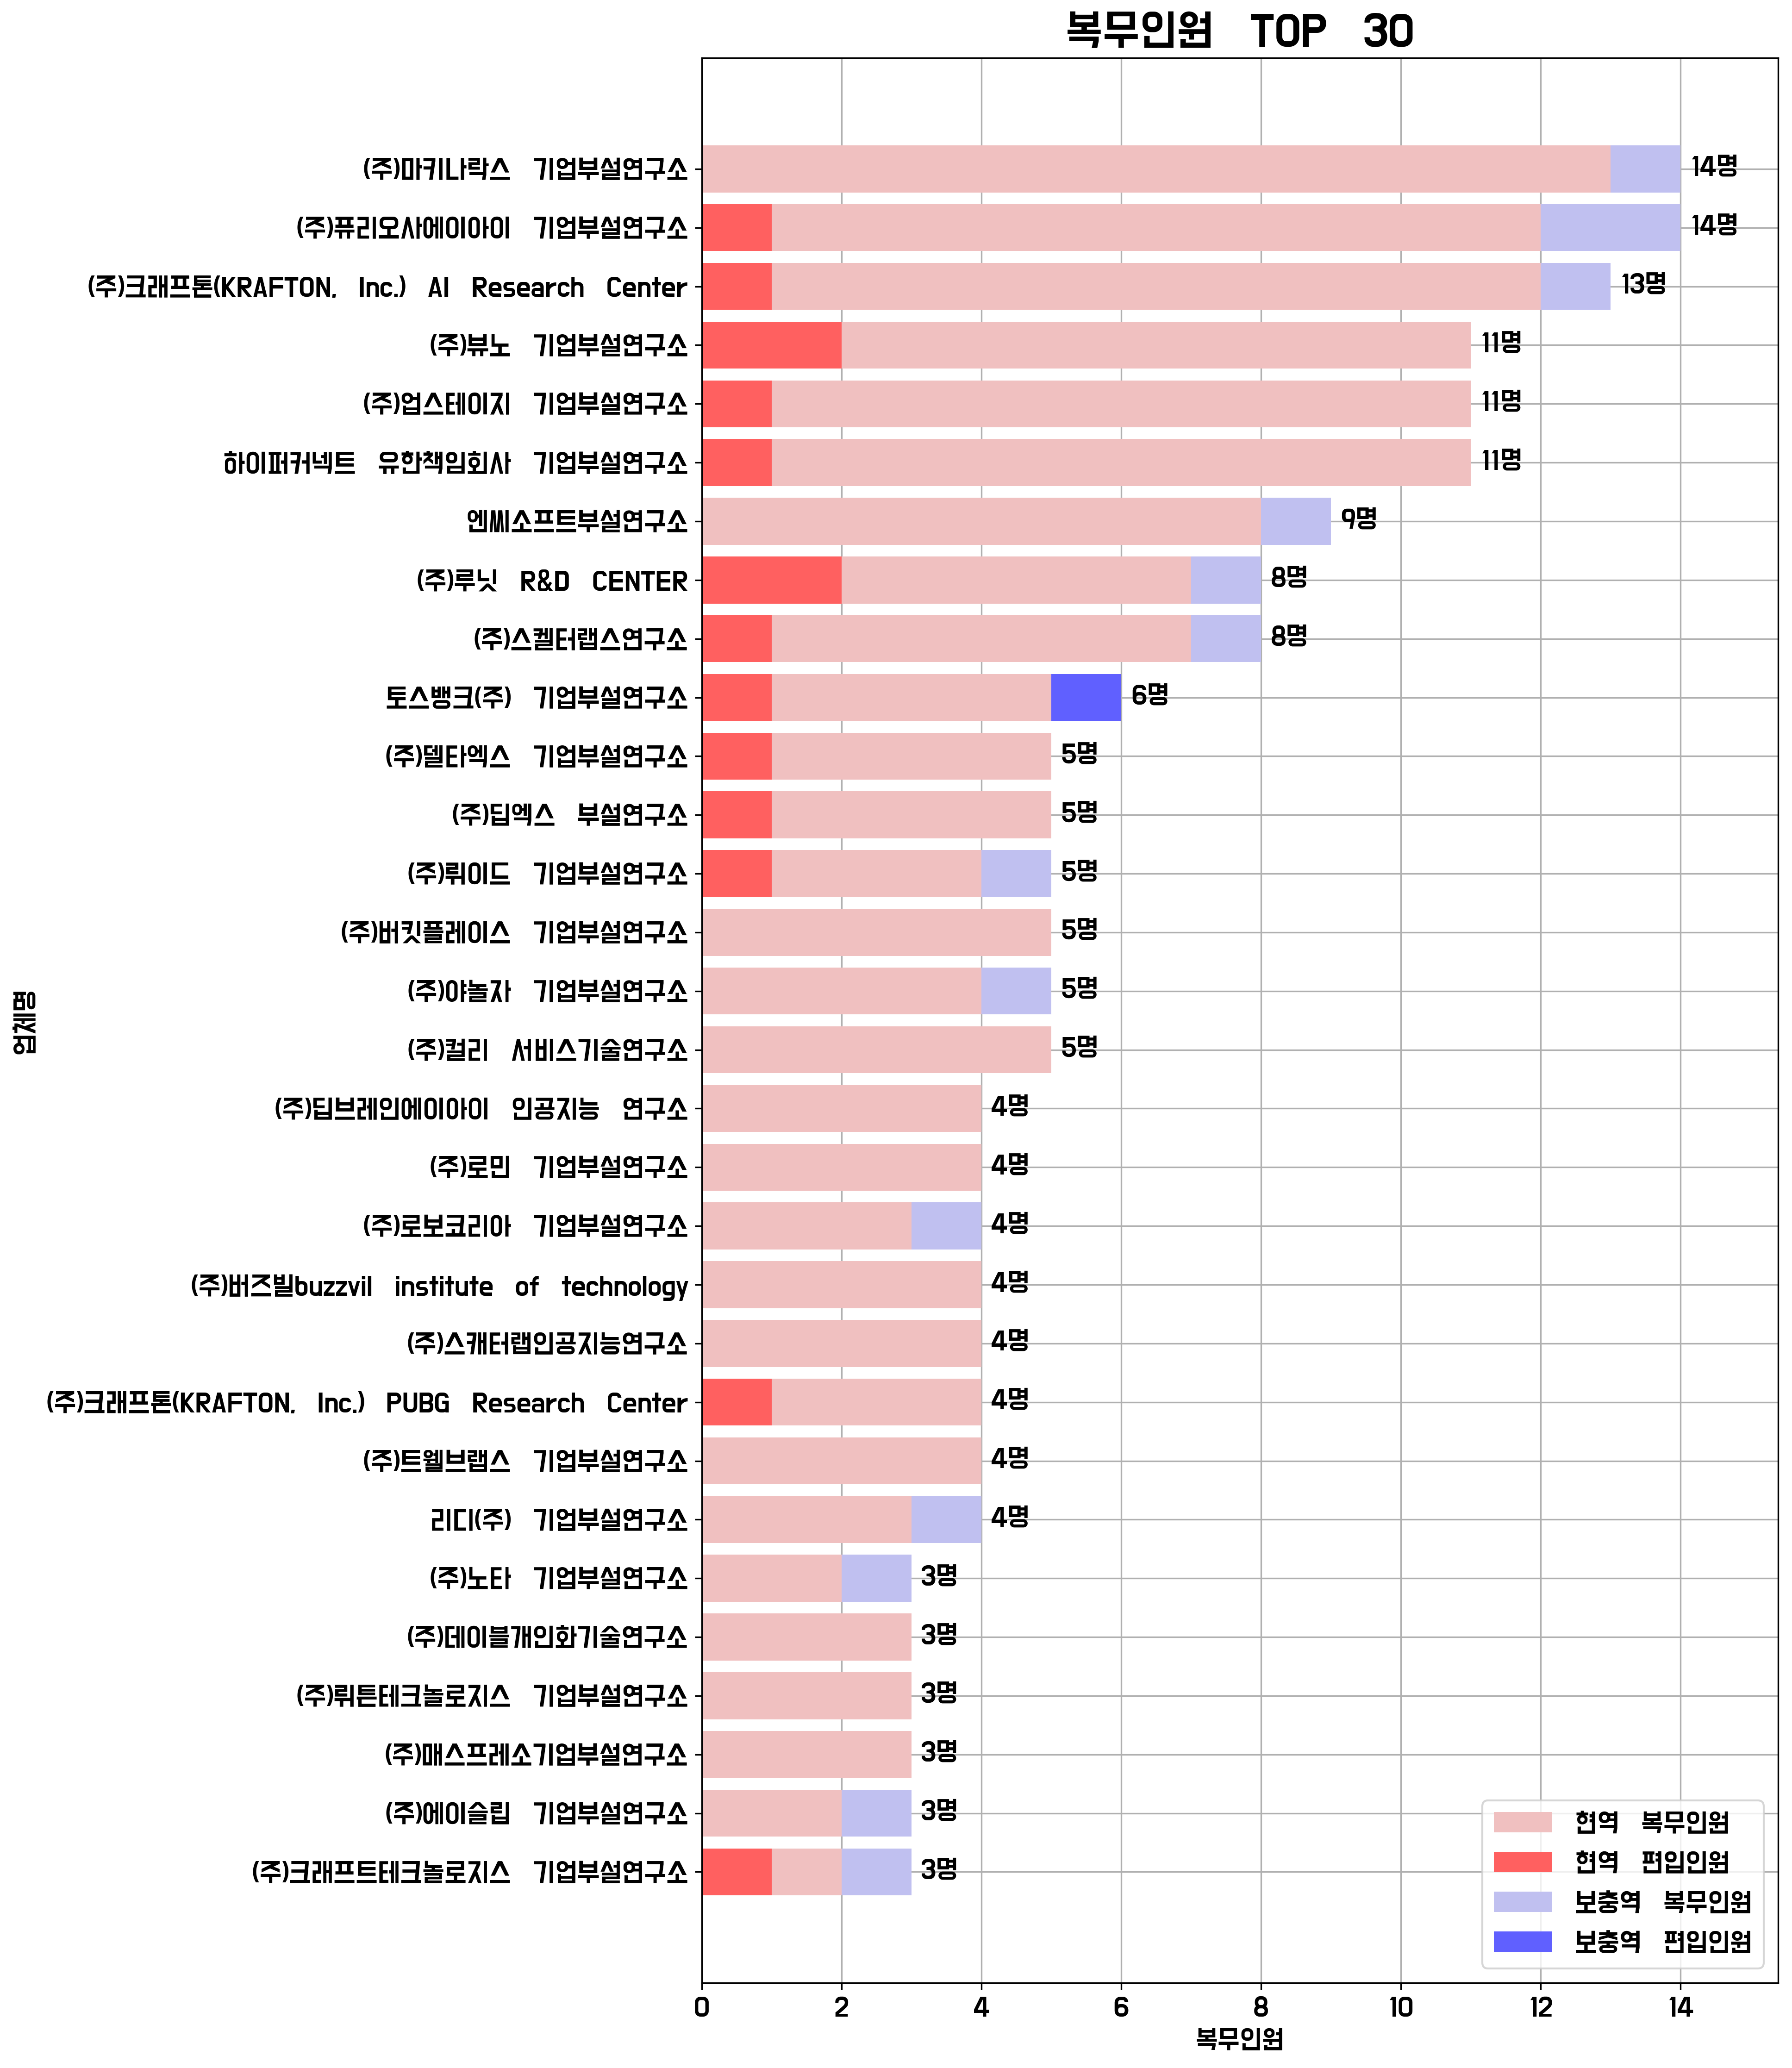 복무인원 TOP 30
(주)마키나락스 기업부설연구소 14명
(주)퓨리오사에이아이 기업부설연구소 14명
(주)크래프톤(KRAFTON, Inc.) AI Research Center 13명
(주)뷰노 기업부설연구소 11명
(주)업스테이지 기업부설연구소 11명
하이퍼커넥트 유한책임회사 기업부설연구소 11명
엔씨소프트부설연구소 9명
(주)루닛 R&D CENTER 8명
(주)스켈터랩스연구소 8명
토스뱅크(주) 기업부설연구소 6명
(주)델타엑스 기업부설연구소 5명
(주)딥엑스 부설연구소 5명
(주)뤼이드 기업부설연구소 5명
(주)버킷플레이스 기업부설연구소 5명
(주)야놀자 기업부설연구소 5명
(주)컬리 서비스기술연구소 5명
(주)딥브레인에이아이 인공지능 연구소 4명
(주)로민 기업부설연구소 4명
(주)로보코리아 기업부설연구소 4명
(주)버즈빌buzzvil institute of technology 4명
(주)스캐터랩인공지능연구소 4명
(주)크래프톤(KRAFTON, Inc.) PUBG Research Center 4명
(주)트웰브랩스 기업부설연구소 4명
리디(주) 기업부설연구소 4명
(주)노타 기업부설연구소 3명
(주)데이블개인화기술연구소 3명
(주)뤼튼테크놀로지스 기업부설연구소 3명
(주)매스프레소기업부설연구소 3명
(주)에이슬립 기업부설연구소 3명
(주)크래프트테크놀로지스 기업부설연구소 3명
업체명
현역 복무인원
현역 편입인원
보충역 복무인원
보충역 편입인원
0 2 4 6 8 10 12 14
복무인원